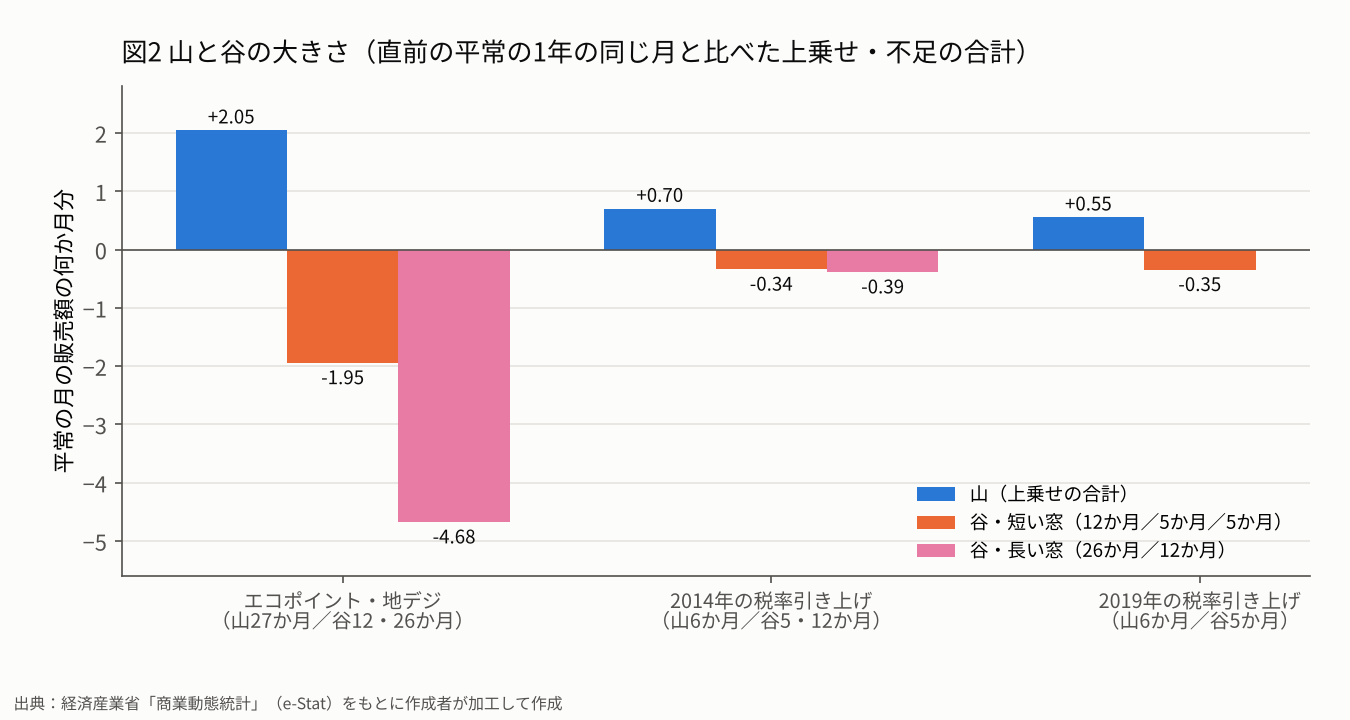 図2 山と谷の大きさ（直前の平常の1年の同じ月と比べた上乗せ・不足の合計）
平常の月の販売額の何か月分
2
1
0
−1
−2
−3
−4
−5
+2.05
-1.95
-4.68
+0.70
-0.34
-0.39
+0.55
-0.35
山（上乗せの合計）
谷・短い窓（12か月／5か月／5か月）
谷・長い窓（26か月／12か月）
エコポイント・地デジ
（山27か月／谷12・26か月）
2014年の税率引き上げ
（山6か月／谷5・12か月）
2019年の税率引き上げ
（山6か月／谷5か月）
出典：経済産業省「商業動態統計」（e-Stat）をもとに作成者が加工して作成